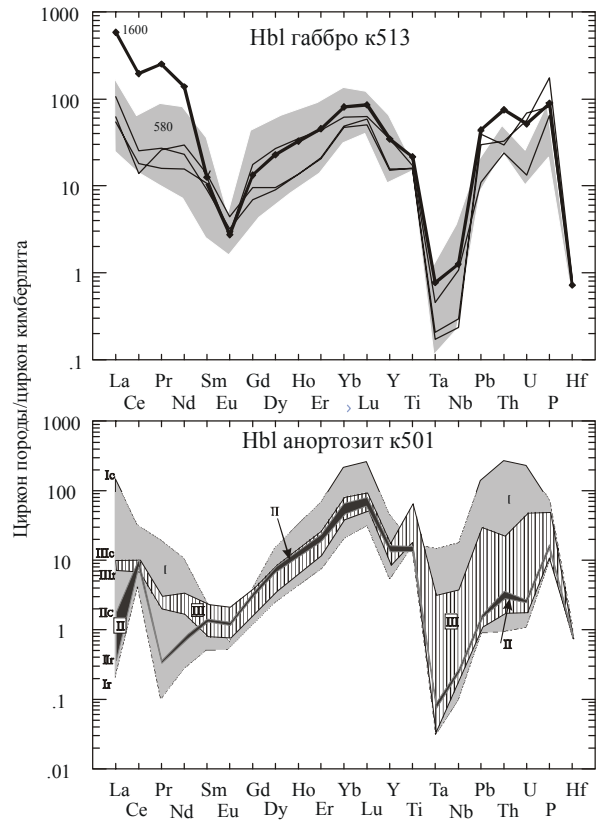 Hbl габбро к513
1000
1600
100
580
10
1
.1
La Pr Sm Gd Ho Yb Y Ta Pb U Hf
Ce Nd Eu Dy Er Lu Ti Nb Th P
Циркон породы/циркон кимберлита
Hbl анортозит к501
1000
100
10
1
.1
.01
Ic
IIIc
IIIr
IIc
II
IIr
Ir
I
III
II
I
III
II
La Pr Sm Gd Ho Yb Y Ta Pb U Hf
Ce Nd Eu Dy Er Lu Ti Nb Th P